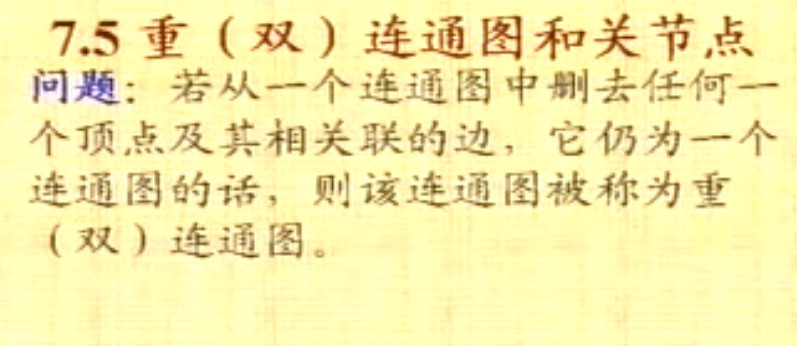 7.5 重（双）连通图和关节点
问题：若从一个连通图中删去任何一
个顶点及其相关联的边，它仍为一个
连通图的话，则该连通图被称为重
（双）连通图。